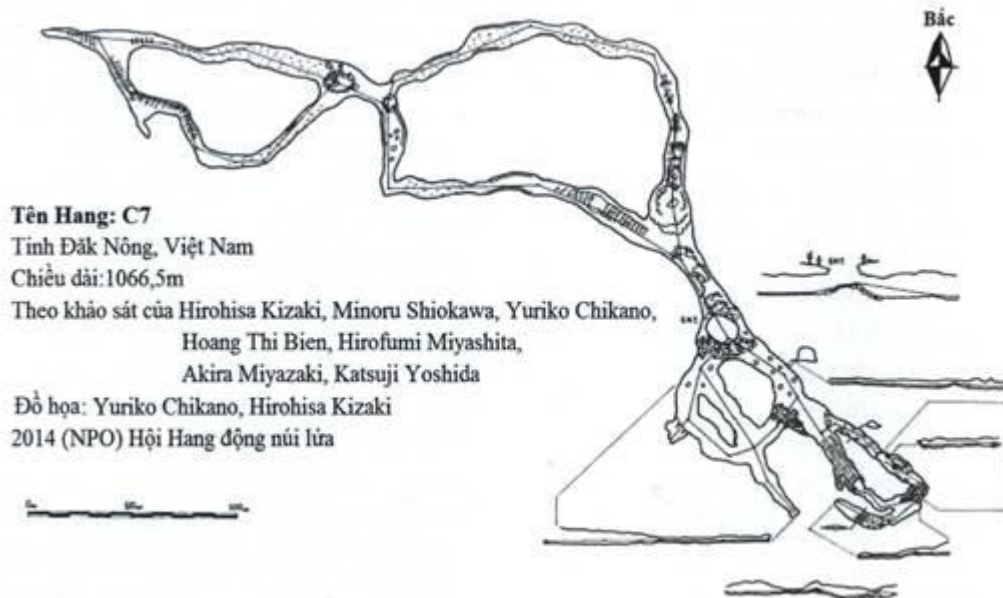 Bắc
Tên Hang: C7
Tỉnh Đăk Nông, Việt Nam
Chiều dài:1066,5m
Theo khảo sát của Hirohisa Kizaki, Minoru Shiokawa, Yuriko Chikano,
Hoang Thi Bien, Hirofumi Miyashita,
Akira Miyazaki, Katsuji Yoshida
Đồ họa: Yuriko Chikano, Hirohisa Kizaki
2014 (NPO) Hội Hang động núi lửa